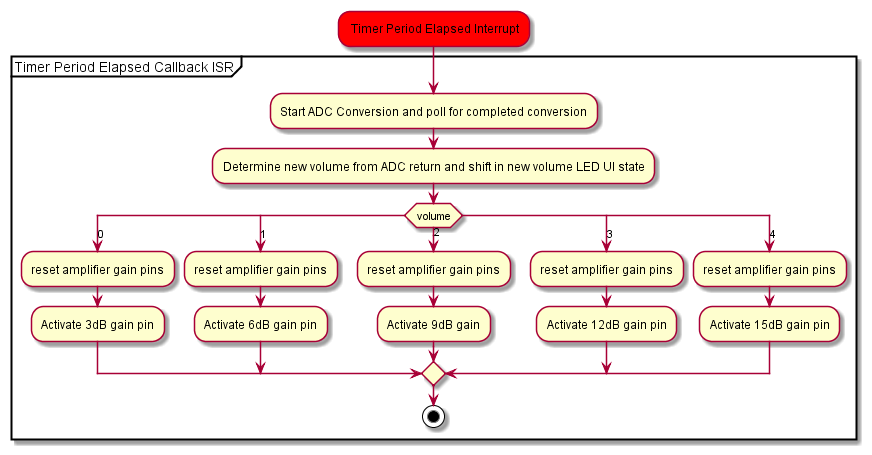 Timer Period Elapsed Interrupt
Timer Period Elapsed Callback ISR
Start ADC Conversion and poll for completed conversion
Determine new volume from ADC return and shift in new volume LED UI state
volume
0
1
2
3
4
reset amplifier gain pins
reset amplifier gain pins
reset amplifier gain pins
reset amplifier gain pins
reset amplifier gain pins
Activate 3dB gain pin
Activate 6dB gain pin
Activate 9dB gain
Activate 12dB gain pin
Activate 15dB gain pin